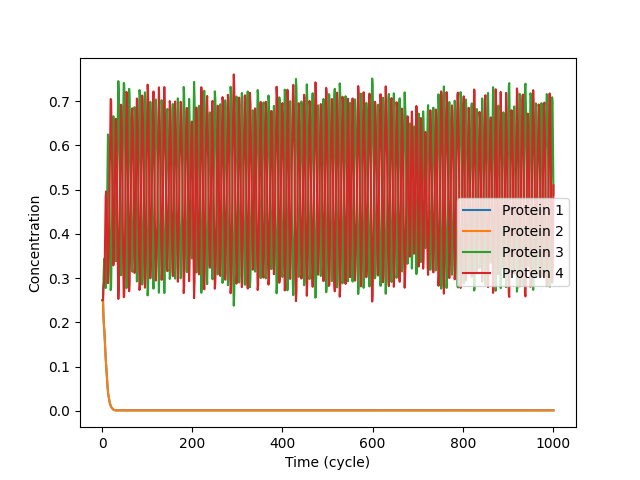 0.7
0.6
0.5
0.4
0.3
0.2
0.1
0.0
Concentration
Protein 1
Protein 2
Protein 3
Protein 4
0 200 400 600 800 1000
Time (cycle)